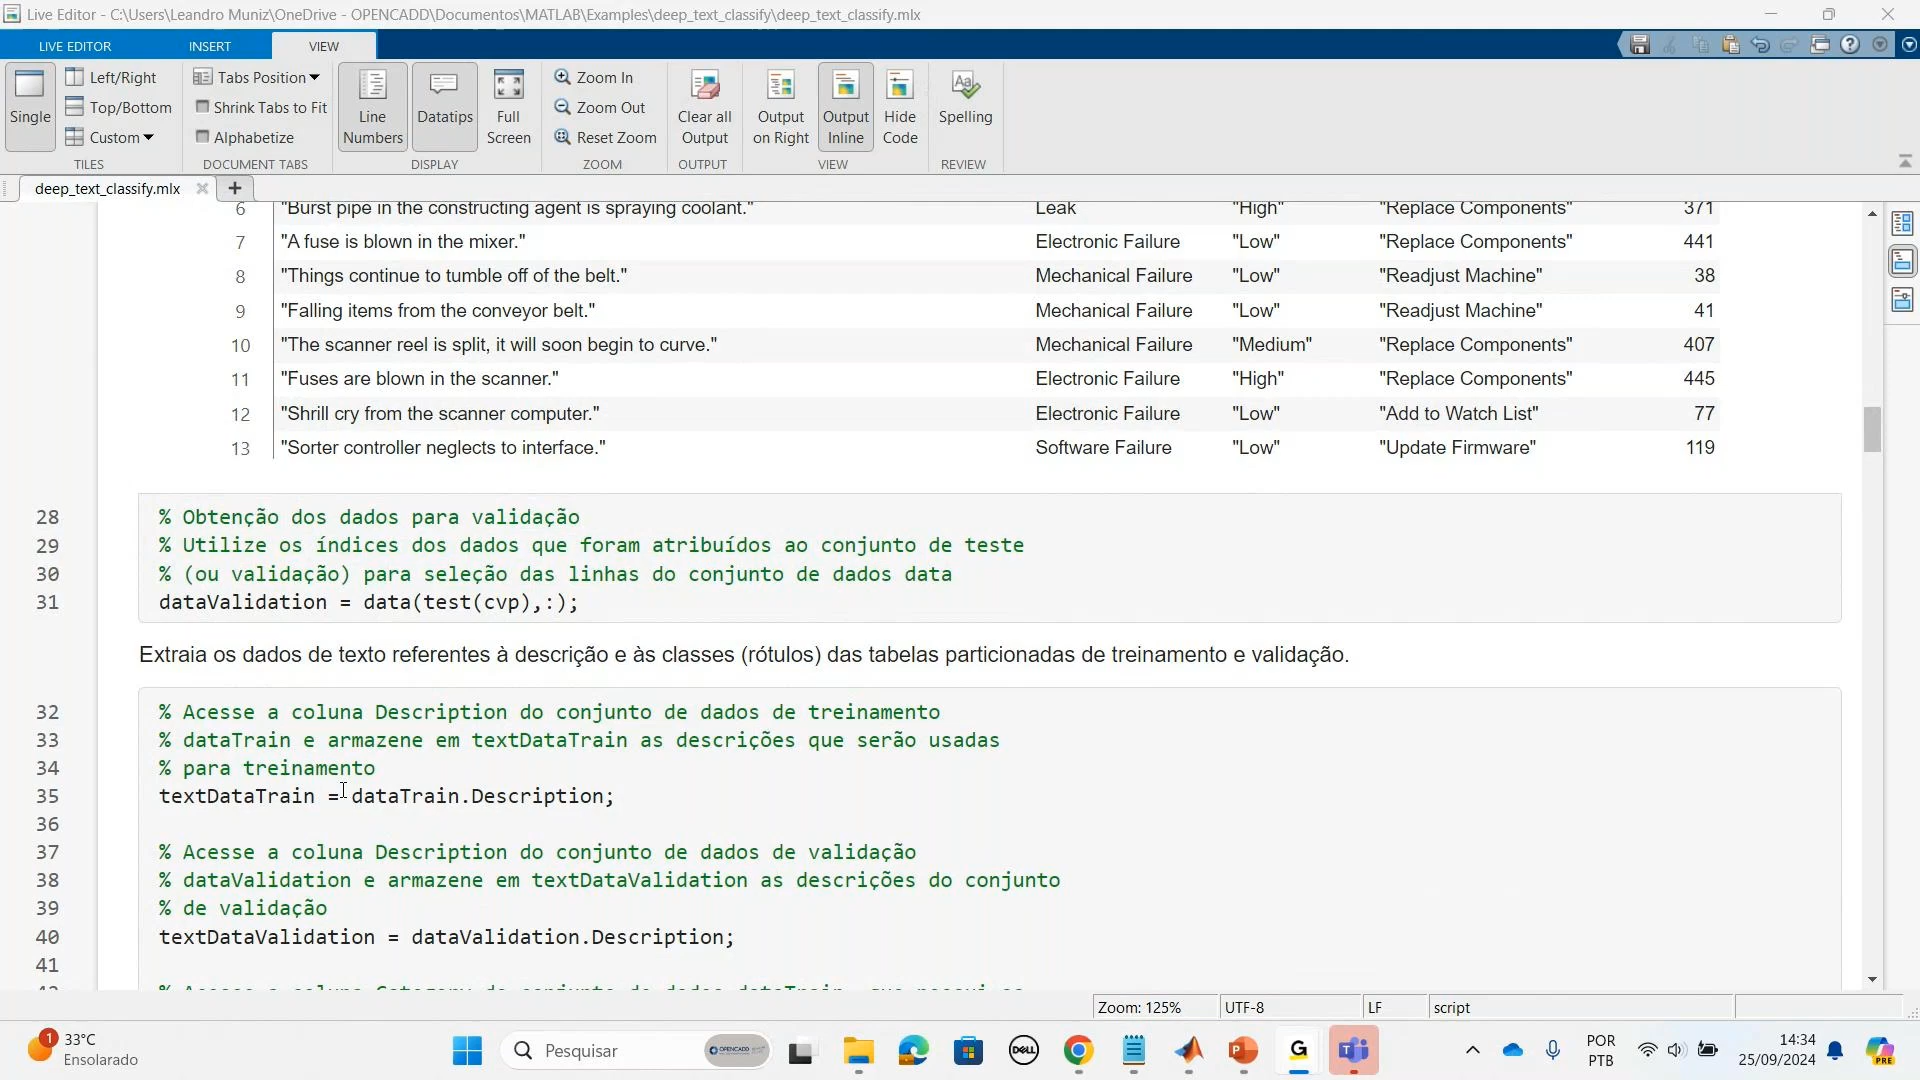 Live Editor - C:\Users\Leandro Muniz\OneDrive - OPENCADD\Documentos\MATLAB\Examples\deep_text_classify\deep_text_classify.mlx
LIVE EDITOR INSERT VIEW
Single
Left/Right
Top/Bottom
Custom
TILES
Tabs Position
Shrink Tabs to Fit
Alphabetize
DOCUMENT TABS
Line Numbers
Datatips
Full Screen
DISPLAY
Zoom In
Zoom Out
Reset Zoom
ZOOM
Clear all Output
OUTPUT
Output on Right
Output Inline
Hide Code
VIEW
Spelling
REVIEW
deep_text_classify.mlx
6 "Burst pipe in the constructing agent is spraying coolant." Leak "High" "Replace Components" 371
7 "A fuse is blown in the mixer." Electronic Failure "Low" "Replace Components" 441
8 "Things continue to tumble off of the belt." Mechanical Failure "Low" "Readjust Machine" 38
9 "Falling items from the conveyor belt." Mechanical Failure "Low" "Readjust Machine" 41
10 "The scanner reel is split, it will soon begin to curve." Mechanical Failure "Medium" "Replace Components" 407
11 "Fuses are blown in the scanner." Electronic Failure "High" "Replace Components" 445
12 "Shrill cry from the scanner computer." Electronic Failure "Low" "Add to Watch List" 77
13 "Sorter controller neglects to interface." Software Failure "Low" "Update Firmware" 119
28 % Obtenção dos dados para validação
29 % Utilize os índices dos dados que foram atribuídos ao conjunto de teste
30 % (ou validação) para seleção das linhas do conjunto de dados data
31 dataValidation = data(test(cvp),:);
Extraia os dados de texto referentes à descrição e às classes (rótulos) das tabelas particionadas de treinamento e validação.
32 % Acesse a coluna Description do conjunto de dados de treinamento
33 % dataTrain e armazene em textDataTrain as descrições que serão usadas
34 % para treinamento
35 textDataTrain = dataTrain.Description;
36
37 % Acesse a coluna Description do conjunto de dados de validação
38 % dataValidation e armazene em textDataValidation as descrições do conjunto
39 % de validação
40 textDataValidation = dataValidation.Description;
41
Zoom: 125% UTF-8 LF script
1
33°C
Ensolarado
Pesquisar
OPENCADD
DELL
POR
PTB
14:34
25/09/2024
PRE